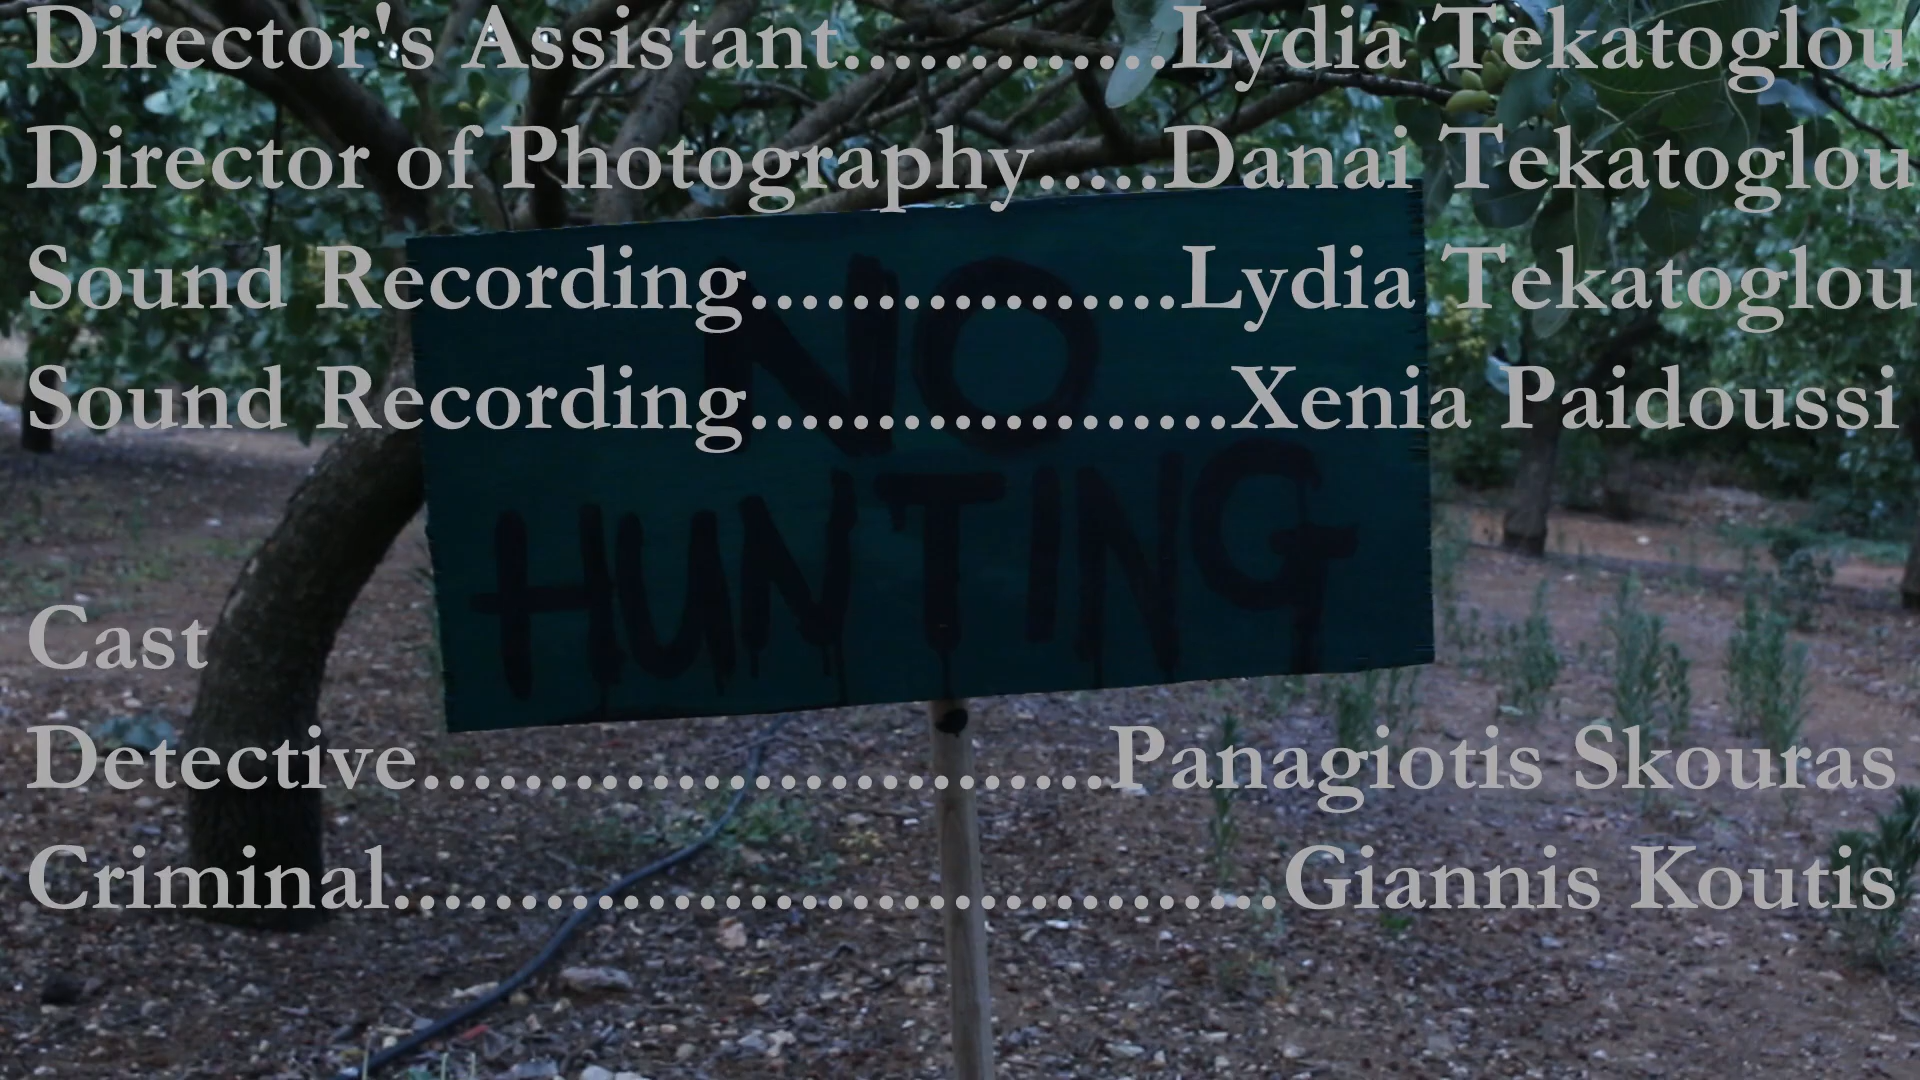 Director's Assistant.............Lydia Tekatoglou
Director of Photography.....Danai Tekatoglou
Sound Recording.................Lydia Tekatoglou
Sound Recording...................Xenia Paidoussi
NO
HUNTING
Cast
Detective...........................Panagiotis Skouras
Criminal...................................Giannis Koutis